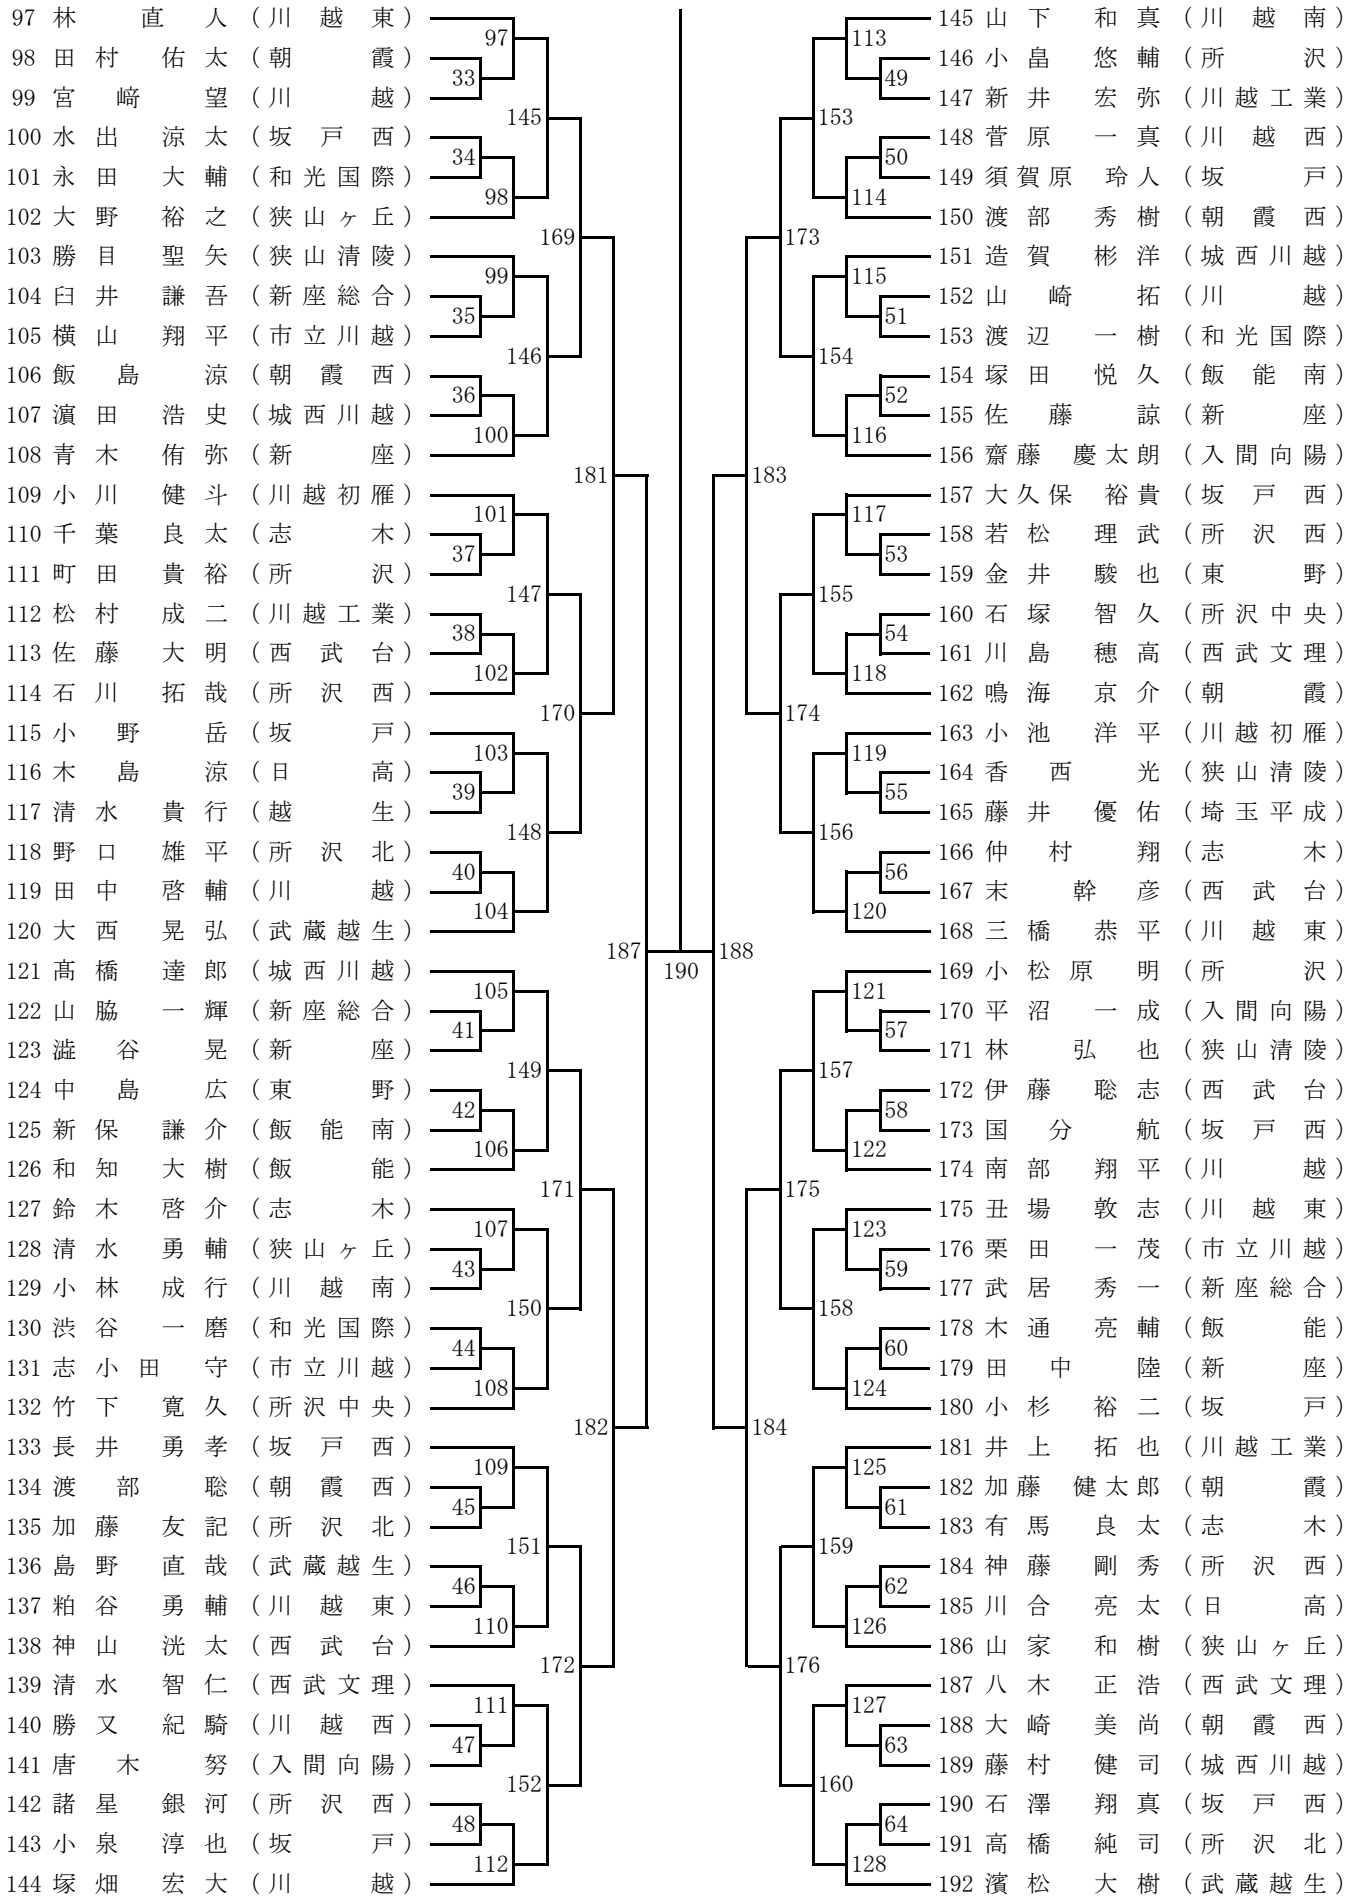 97 林 直 人 (川 越 東)
98 田 村 佑 太 (朝 霞)
99 宮 﨑 望 (川 越)
100 水 出 涼 太 (坂 戸 西)
101 永 田 大 輔 (和 光 国 際)
102 大 野 裕 之 (狭 山 ヶ 丘)
103 勝 目 聖 矢 (狭 山 清 陵)
104 臼 井 謙 吾 (新 座 総 合)
105 横 山 翔 平 (市 立 川 越)
106 飯 島 涼 (朝 霞 西)
107 濵 田 浩 史 (城 西 川 越)
108 青 木 侑 弥 (新 座)
109 小 川 健 斗 (川 越 初 雁)
110 千 葉 良 太 (志 木)
111 町 田 貴 裕 (所 沢)
112 松 村 成 二 (川 越 工 業)
113 佐 藤 大 明 (西 武 台)
114 石 川 拓 哉 (所 沢 西)
115 小 野 岳 (坂 戸)
116 木 島 涼 (日 高)
117 清 水 貴 行 (越 生)
118 野 口 雄 平 (所 沢 北)
119 田 中 啓 輔 (川 越)
120 大 西 晃 弘 (武 蔵 越 生)
121 髙 橋 達 郎 (城 西 川 越)
122 山 脇 一 輝 (新 座 総 合)
123 澁 谷 晃 (新 座)
124 中 島 広 (東 野)
125 新 保 謙 介 (飯 能 南)
126 和 知 大 樹 (飯 能)
127 鈴 木 啓 介 (志 木)
128 清 水 勇 輔 (狭 山 ヶ 丘)
129 小 林 成 行 (川 越 南)
130 渋 谷 一 磨 (和 光 国 際)
131 志 小 田 守 (市 立 川 越)
132 竹 下 寛 久 (所 沢 中 央)
133 長 井 勇 孝 (坂 戸 西)
134 渡 部 聡 (朝 霞 西)
135 加 藤 友 記 (所 沢 北)
136 島 野 直 哉 (武 蔵 越 生)
137 粕 谷 勇 輔 (川 越 東)
138 神 山 洸 太 (西 武 台)
139 清 水 智 仁 (西 武 文 理)
140 勝 又 紀 騎 (川 越 西)
141 唐 木 努 (入 間 向 陽)
142 諸 星 銀 河 (所 沢 西)
143 小 泉 淳 也 (坂 戸)
144 塚 畑 宏 大 (川 越)
33
34
35
36
37
38
39
40
41
42
43
44
45
46
47
48
97
98
99
100
101
102
103
104
105
106
107
108
109
110
111
112
145
146
147
148
149
150
151
152
169
170
171
172
181
182
187
190
188
183
184
173
174
175
176
153
154
155
156
157
158
159
160
113
114
115
116
117
118
119
120
121
122
123
124
125
126
127
128
49
50
51
52
53
54
55
56
57
58
59
60
61
62
63
64
145 山 下 和 真 (川 越 南)
146 小 畠 悠 輔 (所 沢)
147 新 井 宏 弥 (川 越 工 業)
148 菅 原 一 真 (川 越 西)
149 須 賀 原 玲 人 (坂 戸)
150 渡 部 秀 樹 (朝 霞 西)
151 造 賀 彬 洋 (城 西 川 越)
152 山 崎 拓 (川 越)
153 渡 辺 一 樹 (和 光 国 際)
154 塚 田 悦 久 (飯 能 南)
155 佐 藤 諒 (新 座)
156 齋 藤 慶 太 朗 (入 間 向 陽)
157 大 久 保 裕 貴 (坂 戸 西)
158 若 松 理 武 (所 沢 西)
159 金 井 駿 也 (東 野)
160 石 塚 智 久 (所 沢 中 央)
161 川 島 穂 高 (西 武 文 理)
162 鳴 海 京 介 (朝 霞)
163 小 池 洋 平 (川 越 初 雁)
164 香 西 光 (狭 山 清 陵)
165 藤 井 優 佑 (埼 玉 平 成)
166 仲 村 翔 (志 木)
167 末 幹 彦 (西 武 台)
168 三 橋 恭 平 (川 越 東)
169 小 松 原 明 (所 沢)
170 平 沼 一 成 (入 間 向 陽)
171 林 弘 也 (狭 山 清 陵)
172 伊 藤 聡 志 (西 武 台)
173 国 分 航 (坂 戸 西)
174 南 部 翔 平 (川 越)
175 丑 場 敦 志 (川 越 東)
176 栗 田 一 茂 (市 立 川 越)
177 武 居 秀 一 (新 座 総 合)
178 木 通 亮 輔 (飯 能)
179 田 中 陸 (新 座)
180 小 杉 裕 二 (坂 戸)
181 井 上 拓 也 (川 越 工 業)
182 加 藤 健 太 郎 (朝 霞)
183 有 馬 良 太 (志 木)
184 神 藤 剛 秀 (所 沢 西)
185 川 合 亮 太 (日 高)
186 山 家 和 樹 (狭 山 ヶ 丘)
187 八 木 正 浩 (西 武 文 理)
188 大 崎 美 尚 (朝 霞 西)
189 藤 村 健 司 (城 西 川 越)
190 石 澤 翔 真 (坂 戸 西)
191 高 橋 純 司 (所 沢 北)
192 濱 松 大 樹 (武 蔵 越 生)